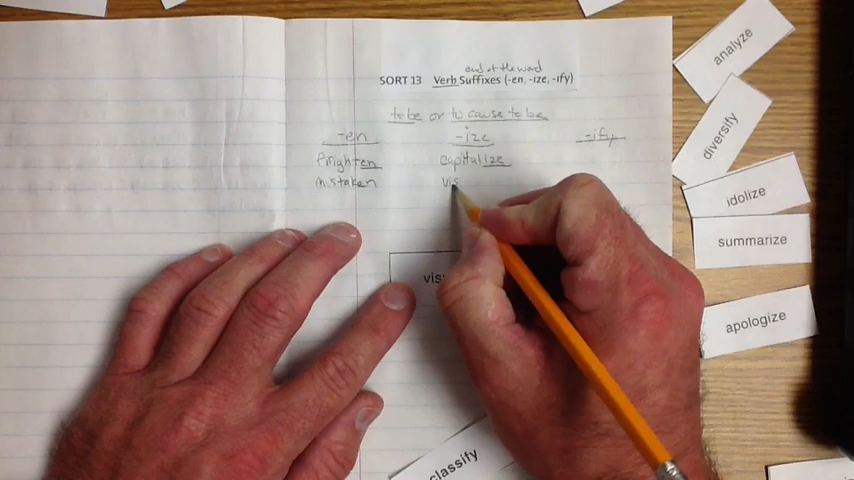 end of the word
SORT 13 Verb Suffixes (-en, -ize, -ify)
to be or to cause to be
-en -ize -ify
frighten capitalize
mistaken vis
analyze
diversify
idolize
summarize
apologize
classify